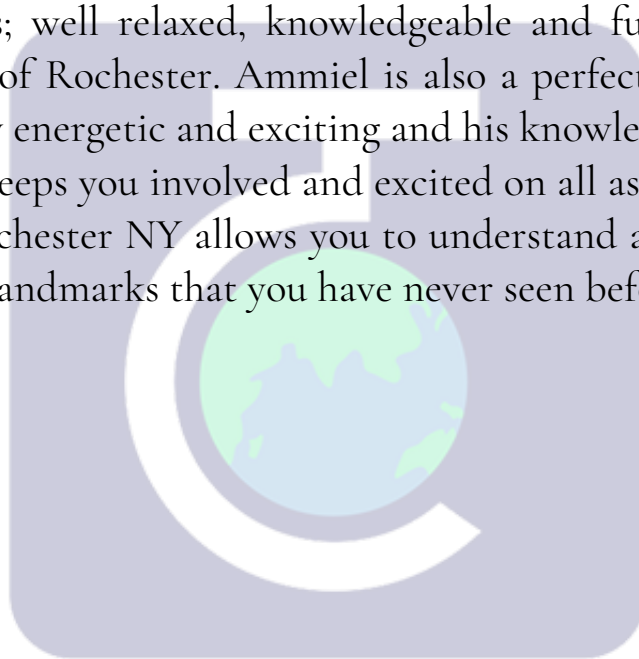 ; well relaxed, knowledgeable and
of Rochester. Ammiel is also a perfect
energetic and exciting and his
you involved and excited on all
NY allows you to understand
that you have never seen